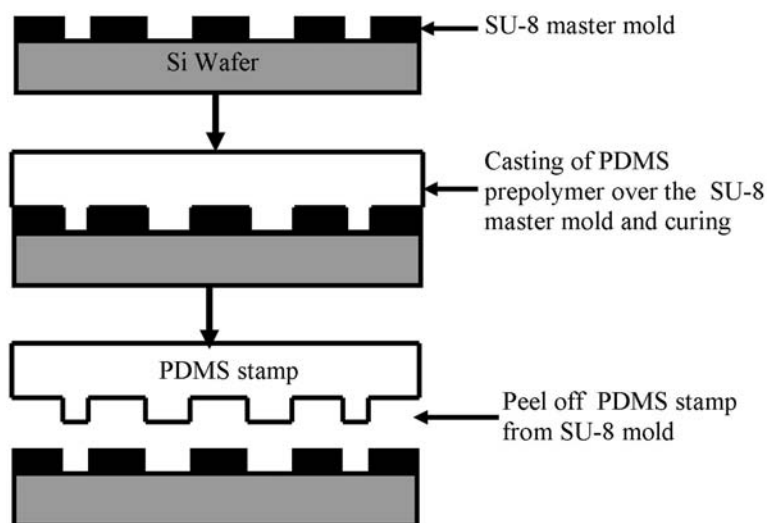 SU-8 master mold
Si Wafer
Casting of PDMS
prepolymer over the SU-8
master mold and curing
PDMS stamp
Peel off PDMS stamp
from SU-8 mold